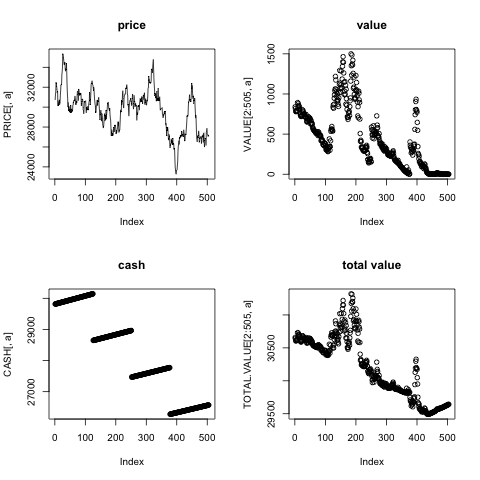 price
PRICE[, a]
24000 28000 32000
0 100 200 300 400 500
Index
value
VALUE[2:505, a]
0 500 1000 1500
0 100 200 300 400 500
Index
cash
CASH[, a]
27000 29000
0 100 200 300 400 500
Index
total value
TOTAL.VALUE[2:505, a]
29500 30500
0 100 200 300 400 500
Index